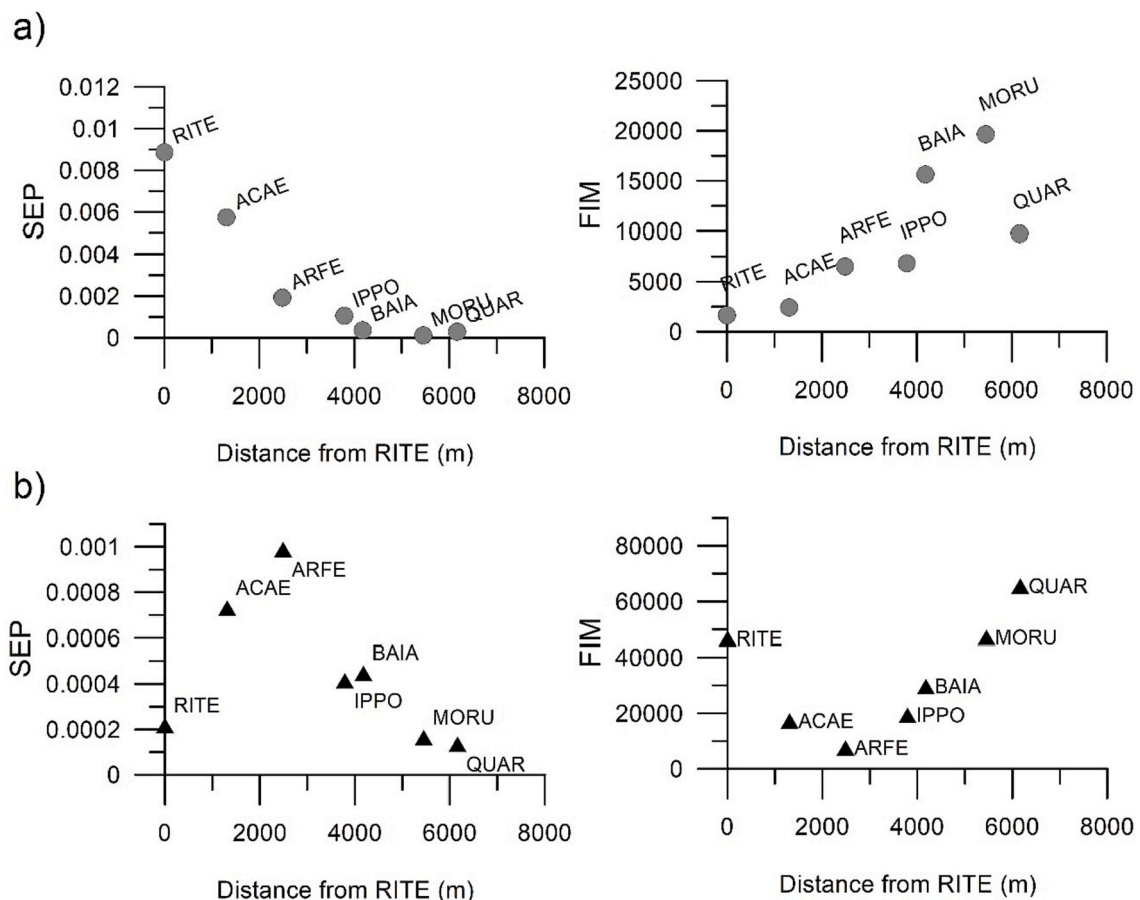 a)
SEP
0.012
0.01
0.008
0.006
0.004
0.002
0
RITE
ACAE
ARFE
IPPO
BAIA
MORU
QUAR
0 2000 4000 6000 8000
Distance from RITE (m)
FIM
25000
20000
15000
10000
5000
0
RITE
ACAE
ARFE
IPPO
BAIA
MORU
QUAR
0 2000 4000 6000 8000
Distance from RITE (m)
b)
SEP
0.001
0.0008
0.0006
0.0004
0.0002
0
RITE
ACAE
ARFE
IPPO
BAIA
MORU
QUAR
0 2000 4000 6000 8000
Distance from RITE (m)
FIM
80000
60000
40000
20000
0
RITE
ACAE
ARFE
IPPO
BAIA
MORU
QUAR
0 2000 4000 6000 8000
Distance from RITE (m)